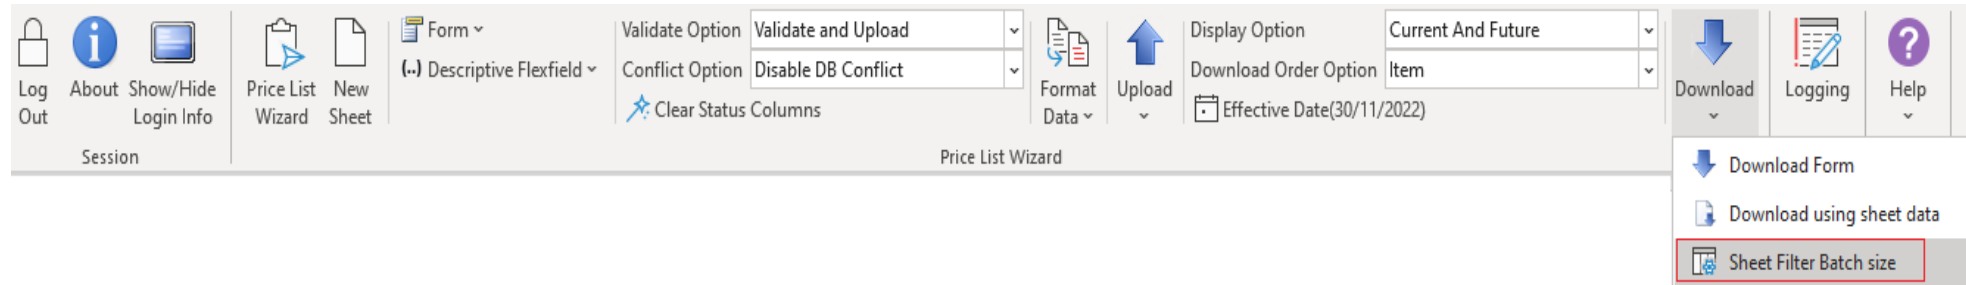 Log Out
About
Show/Hide Login Info
Session
Price List Wizard
New Sheet
Form
(..) Descriptive Flexfield
Validate Option Validate and Upload
Conflict Option Disable DB Conflict
Clear Status Columns
Format Data
Upload
Display Option Current And Future
Download Order Option Item
Effective Date(30/11/2022)
Price List Wizard
Download
Logging
Help
Download Form
Download using sheet data
Sheet Filter Batch size